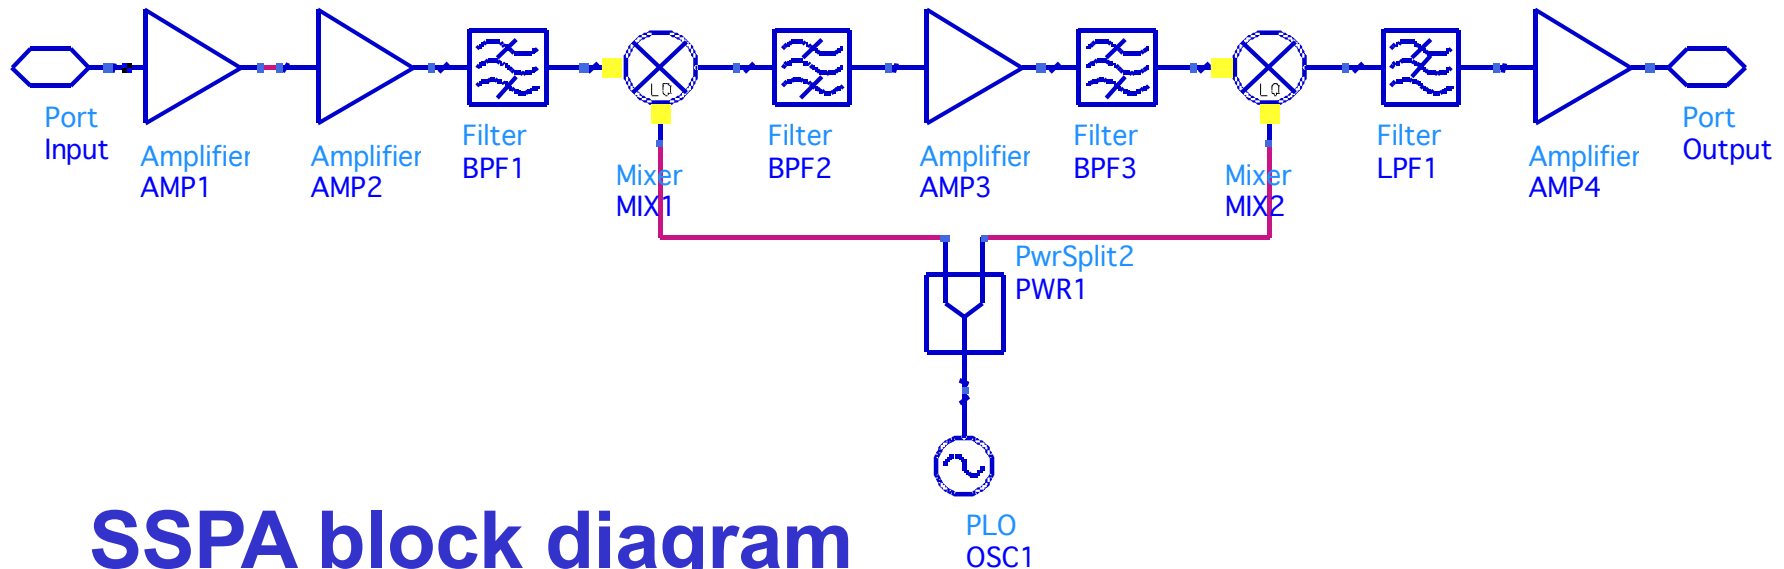 LO
LO
Port
Input
Amplifier
AMP1
Amplifier
AMP2
Filter
BPF1
Mixer
MIX1
Filter
BPF2
Amplifier
AMP3
Filter
BPF3
Mixer
MIX2
Filter
LPF1
Amplifier
AMP4
Port
Output
PwrSplit2
PWR1
PLO
OSC1
SSPA block diagram